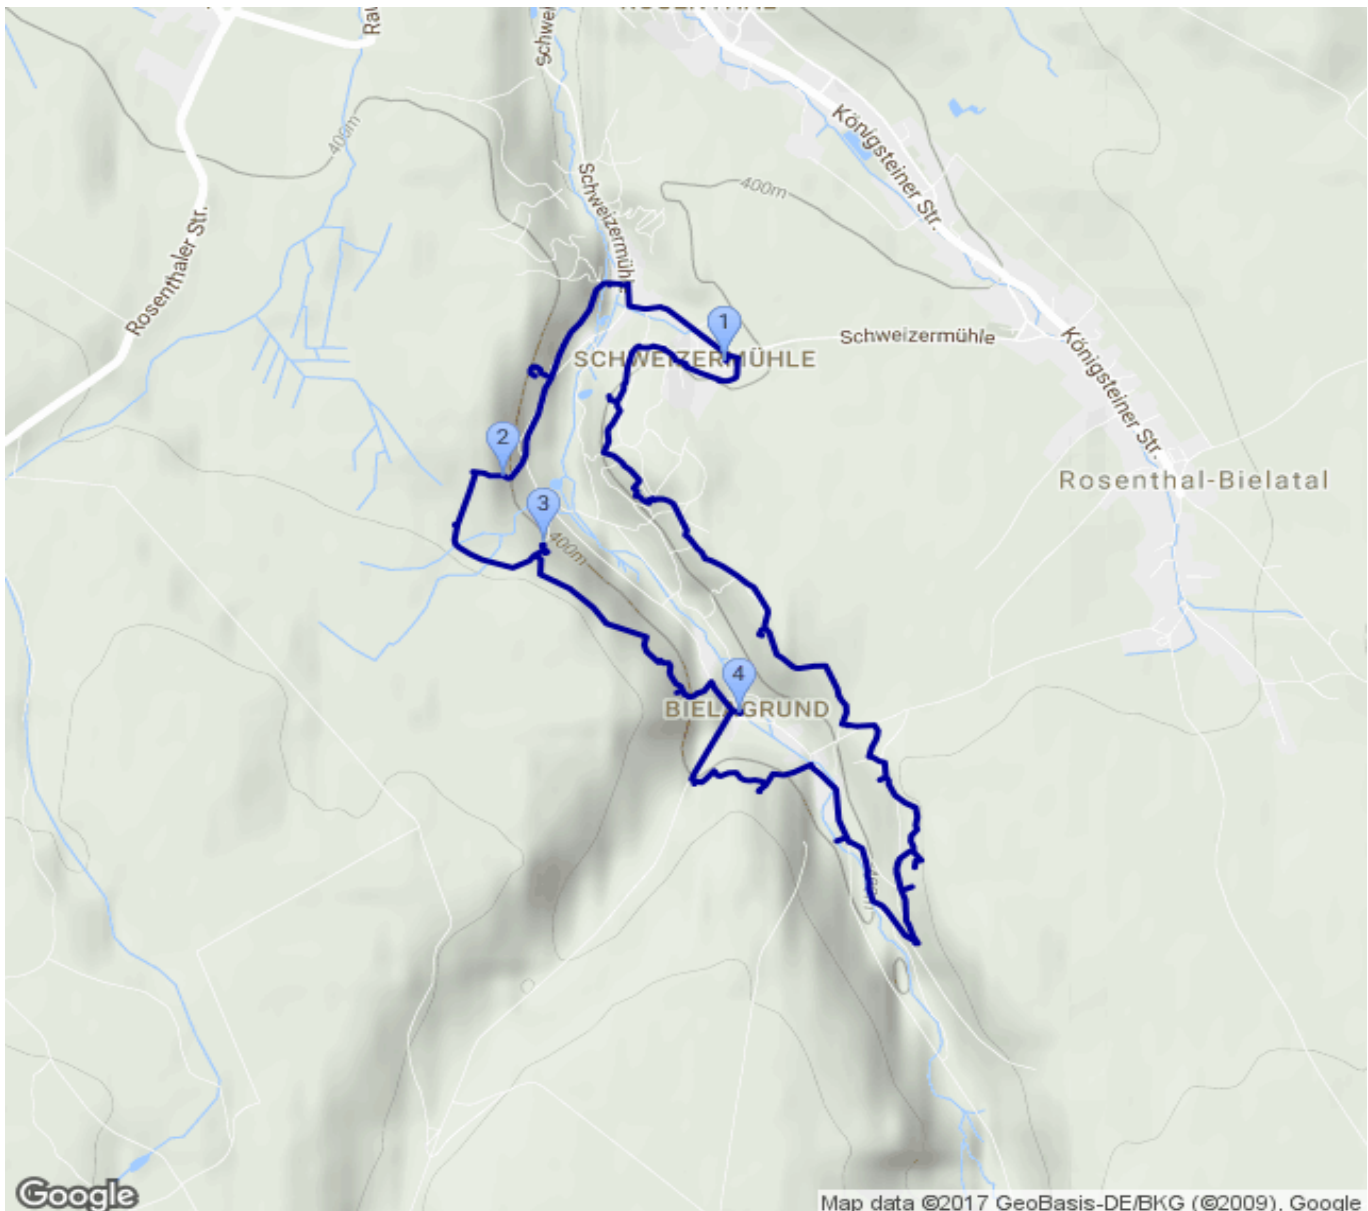 Schweizermühle
400m
400m
Königsteiner Str.
Rosenthaler Str.
Schweizermühle
1
SCHWEIZERMÜHLE
Königsteiner Str.
2
Rosenthal-Bielatal
3
400m
4
BIELAGRUND
400m
Google
Map data ©2017 GeoBasis-DE/BKG (©2009), Google